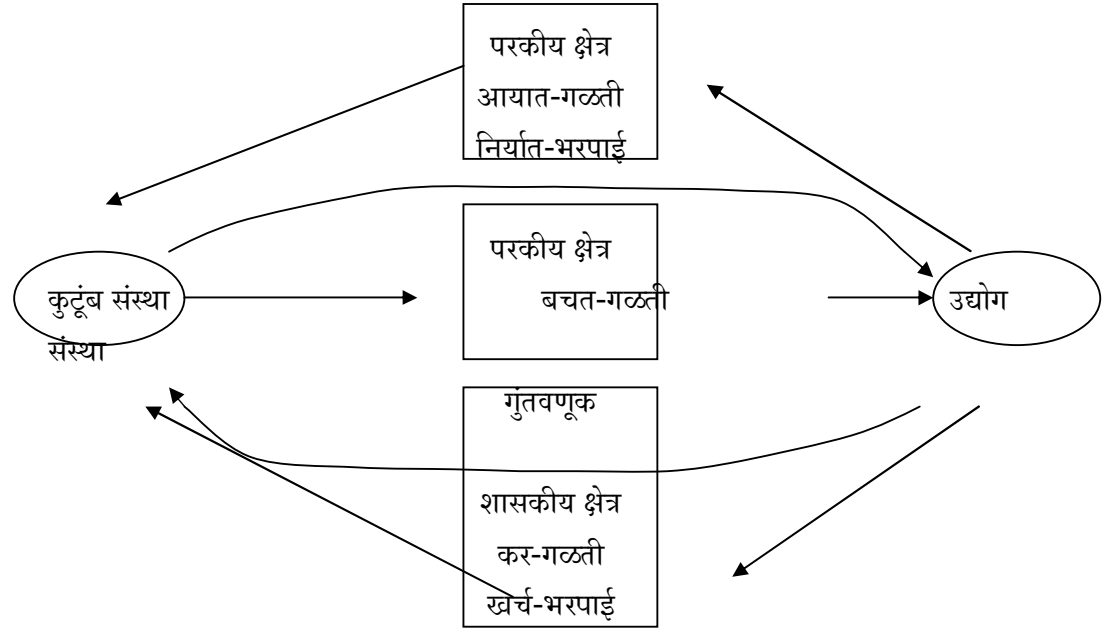 परकीय क्षेत्र
आयात-गळती
निर्यात-भरपाई
परकीय क्षेत्र
बचत-गळती
कुटूंब संस्था
संस्था
उद्योग
गुंतवणूक
शासकीय क्षेत्र
कर-गळती
खर्च-भरपाई